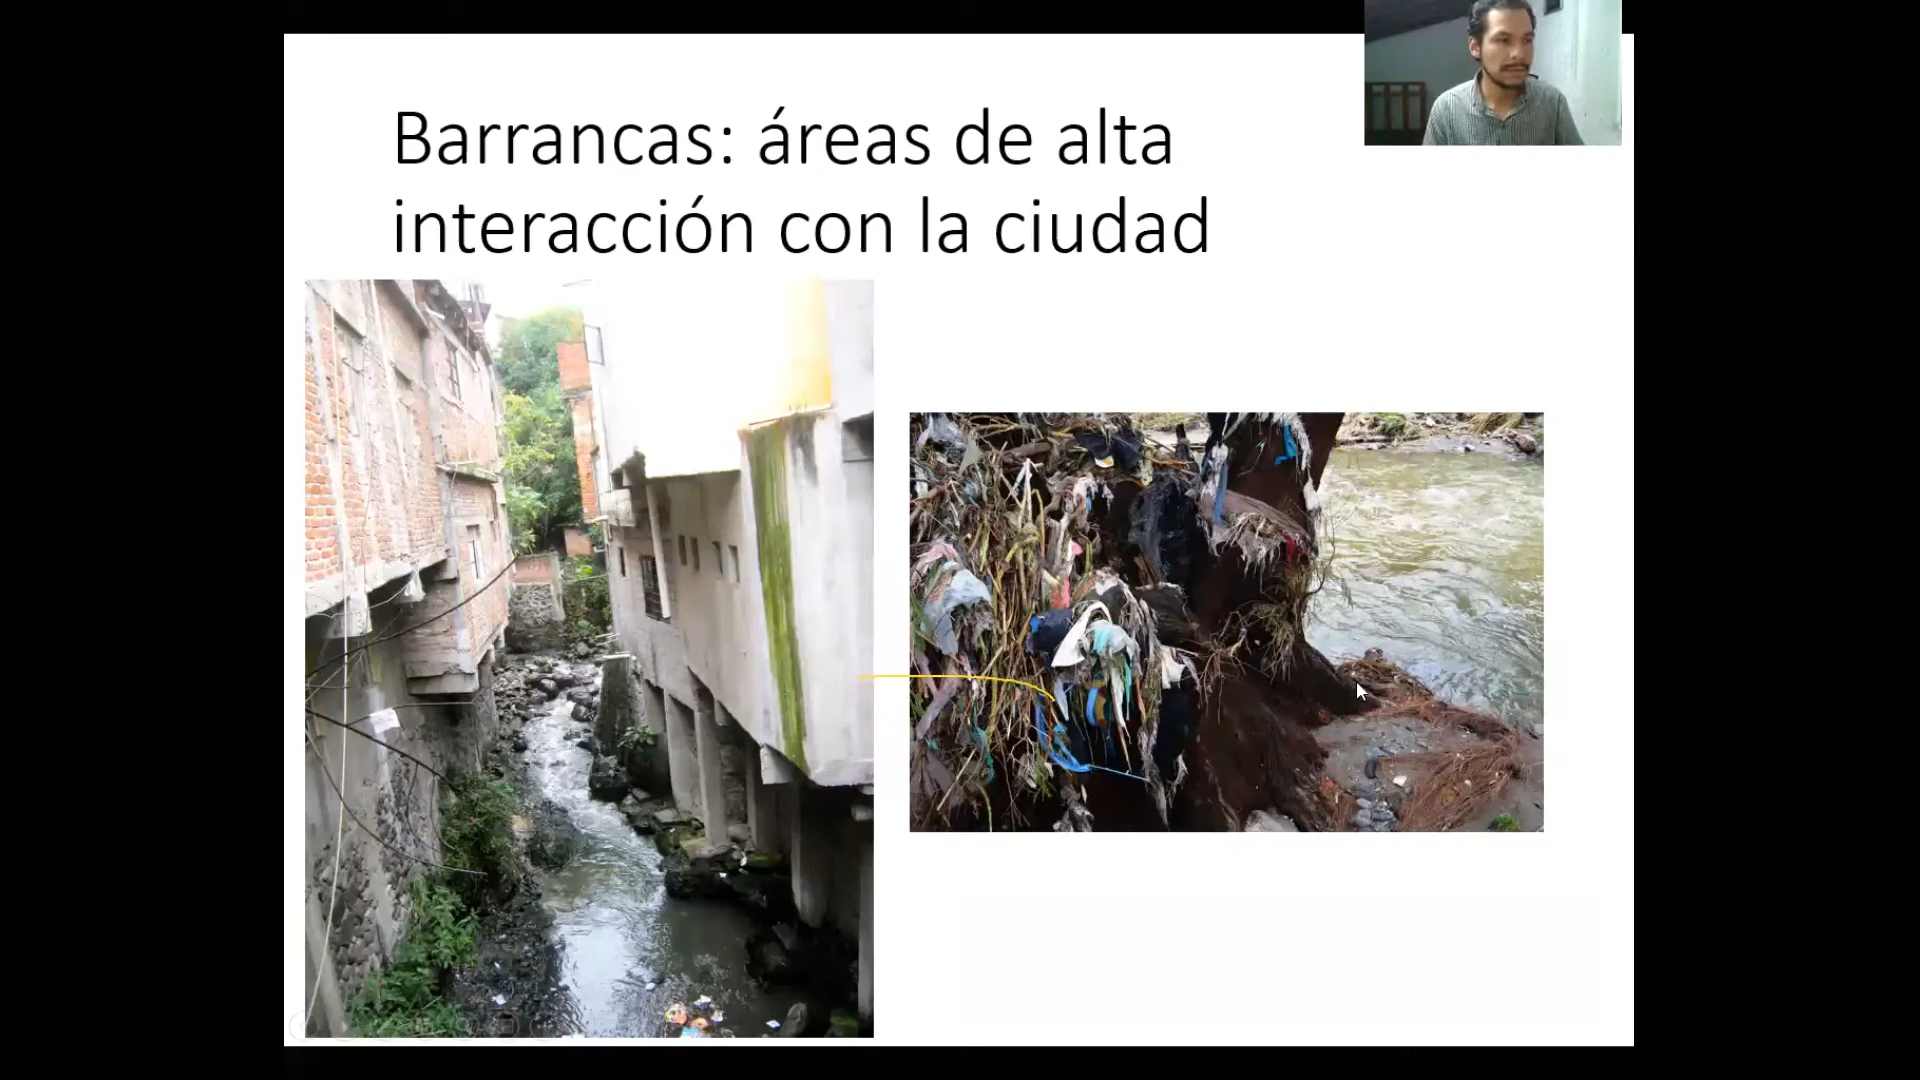 Barrancas: áreas de alta
interacción con la ciudad